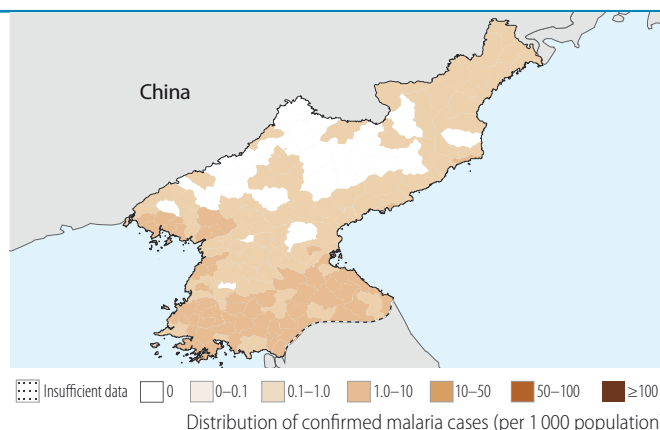 China
Insufficient data 0 0–0.1 0.1–1.0 1.0–10 10–50 50–100 ≥100
Distribution of confirmed malaria cases (per 1 000 population